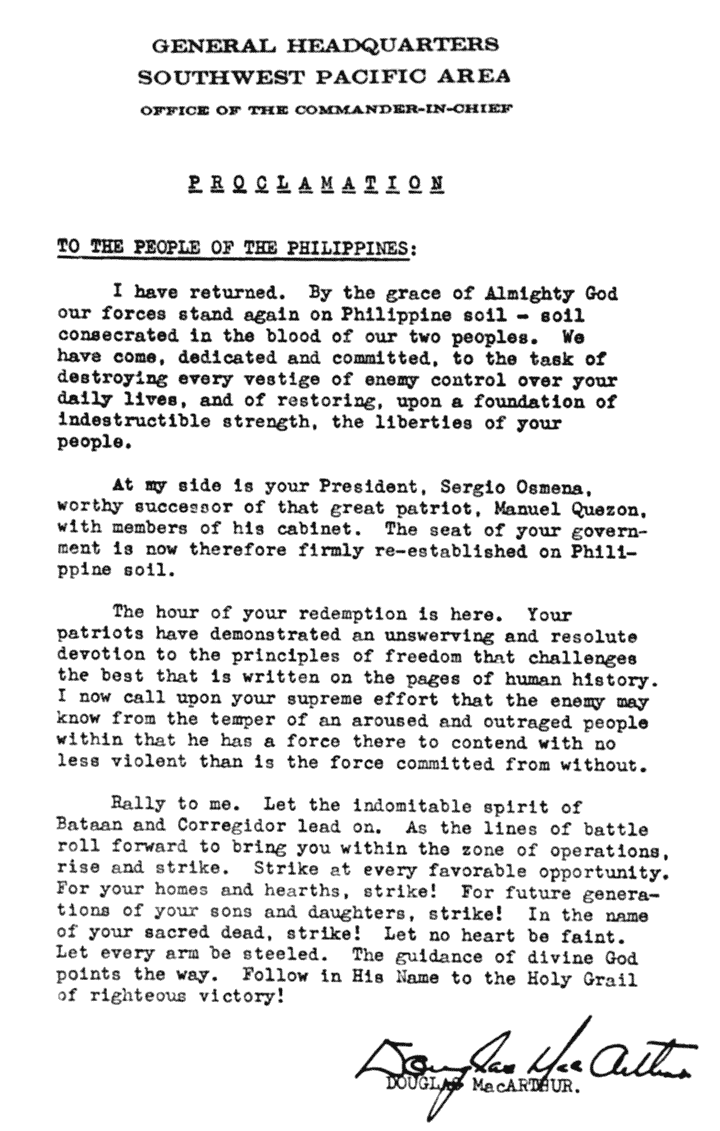 GENERAL HEADQUARTERS
SOUTHWEST PACIFIC AREA
OFFICE OF THE COMMANDER-IN-CHIEF
PROCLAMATION
TO THE PEOPLE OF THE PHILIPPINES:
I have returned. By the grace of Almighty God
our forces stand again on Philippine soil - soil
consecrated in the blood of our two peoples. We
have come, dedicated and committed, to the task of
destroying every vestige of enemy control over your
daily lives, and of restoring, upon a foundation of
indestructible strength, the liberties of your
people.
At my side is your President, Sergio Osmena,
worthy successor of that great patriot, Manuel Quezon,
with members of his cabinet. The seat of your govern-
ment is now therefore firmly re-established on Phili-
ppine soil.
The hour of your redemption is here. Your
patriots have demonstrated an unswerving and resolute
devotion to the principles of freedom that challenges
the best that is written on the pages of human history.
I now call upon your supreme effort that the enemy may
know from the temper of an aroused and outraged people
within that he has a force there to contend with no
less violent than is the force committed from without.
Rally to me. Let the indomitable spirit of
Bataan and Corregidor lead on. As the lines of battle
roll forward to bring you within the zone of operations,
rise and strike. Strike at every favorable opportunity.
For your homes and hearths, strike! For future genera-
tions of your sons and daughters, strike! In the name
of your sacred dead, strike! Let no heart be faint.
Let every arm be steeled. The guidance of divine God
points the way. Follow in His Name to the Holy Grail
of righteous victory!
Douglas MacArthur
DOUGLAS MacARTHUR.